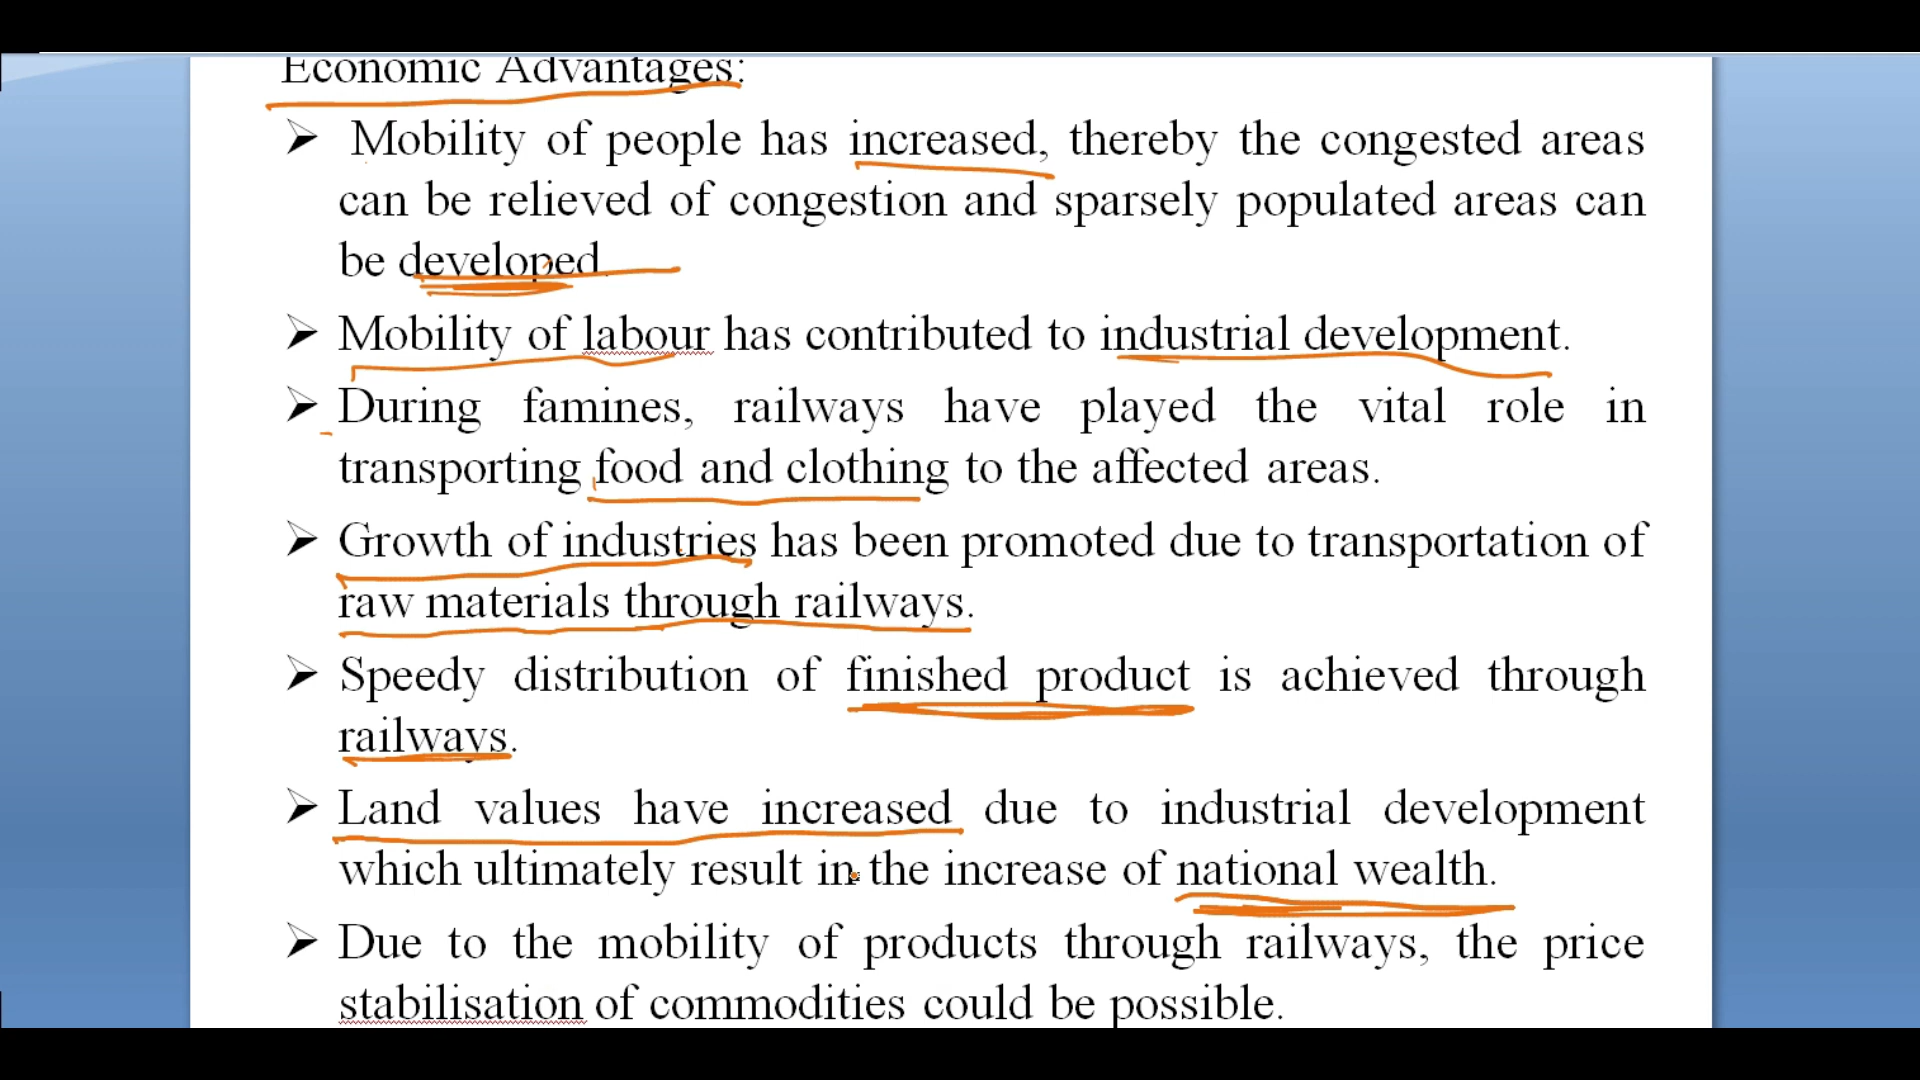 Economic Advantages:
➢ Mobility of people has increased, thereby the congested areas
can be relieved of congestion and sparsely populated areas can
be developed.
➢ Mobility of labour has contributed to industrial development.
➢ During famines, railways have played the vital role in
transporting food and clothing to the affected areas.
➢ Growth of industries has been promoted due to transportation of
raw materials through railways.
➢ Speedy distribution of finished product is achieved through
railways.
➢ Land values have increased due to industrial development
which ultimately result in the increase of national wealth.
➢ Due to the mobility of products through railways, the price
stabilisation of commodities could be possible.